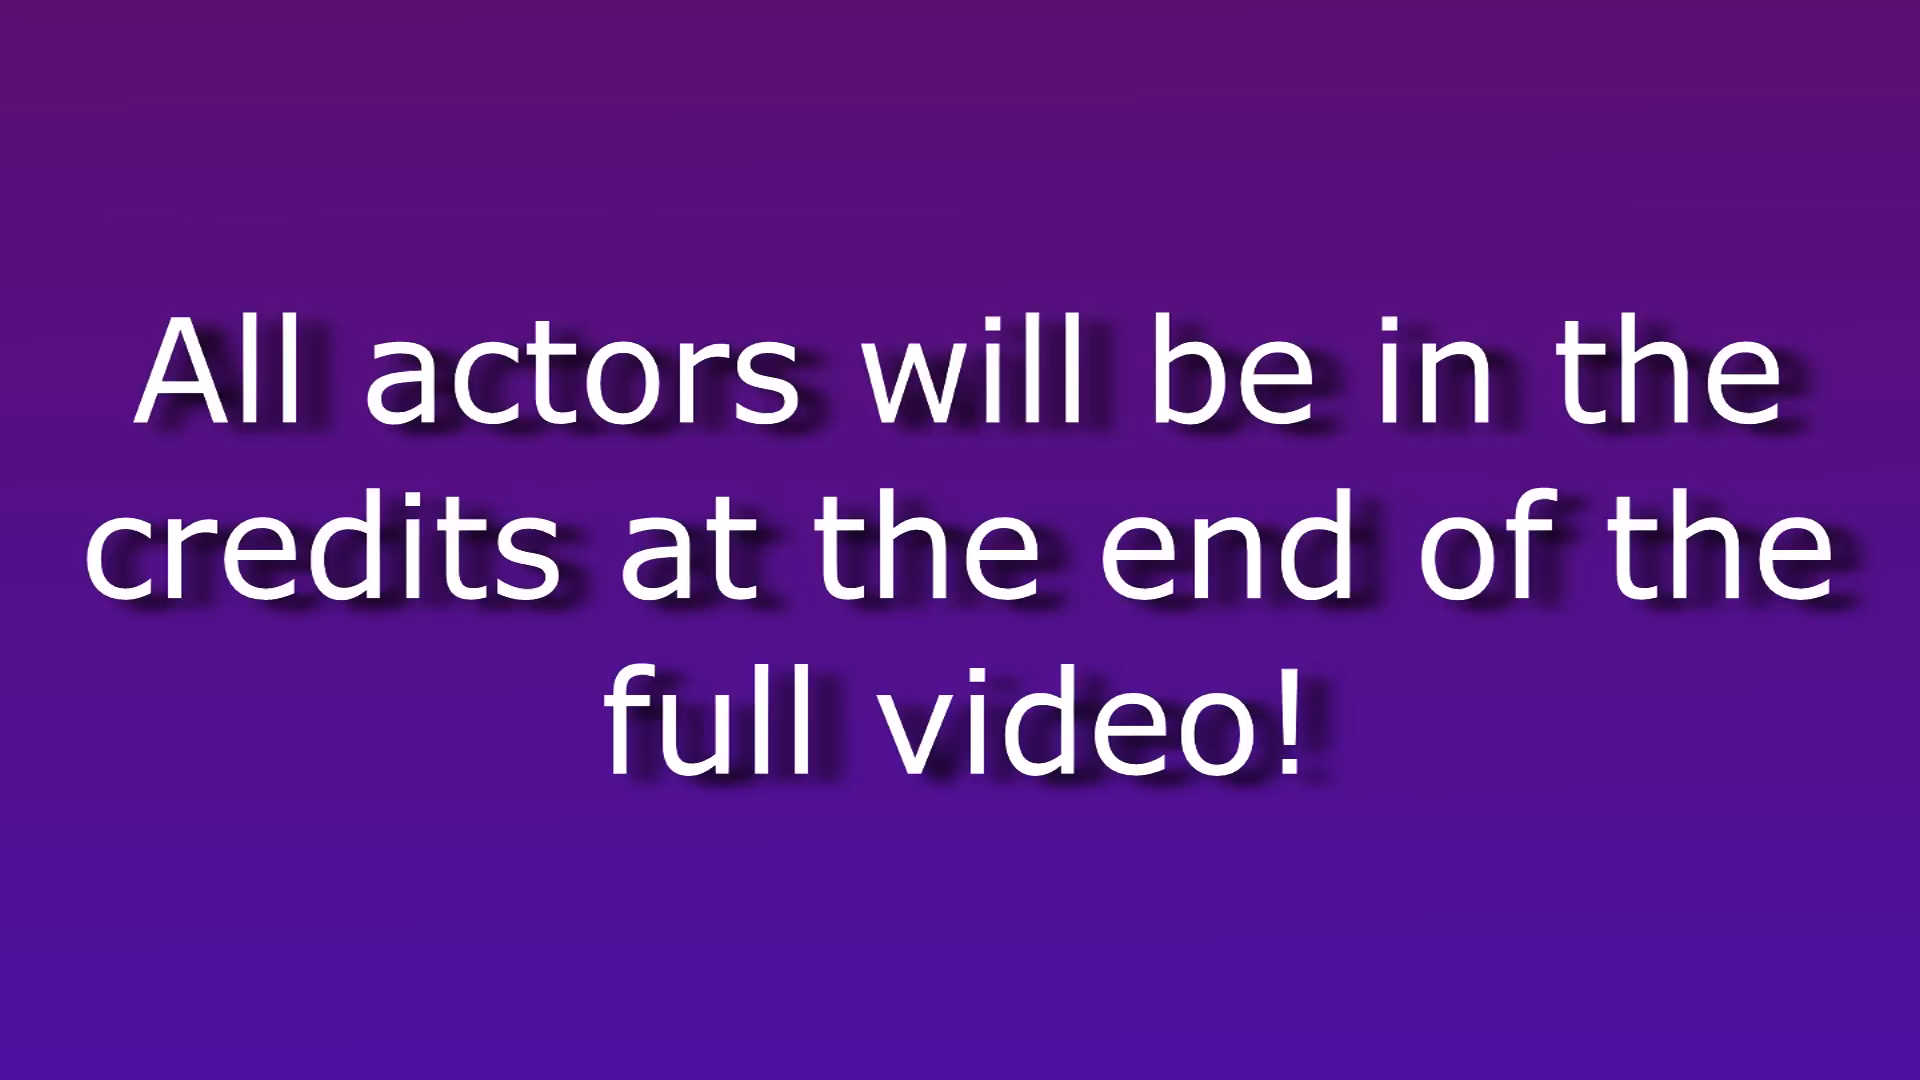 All actors will be in the
credits at the end of the
full video!